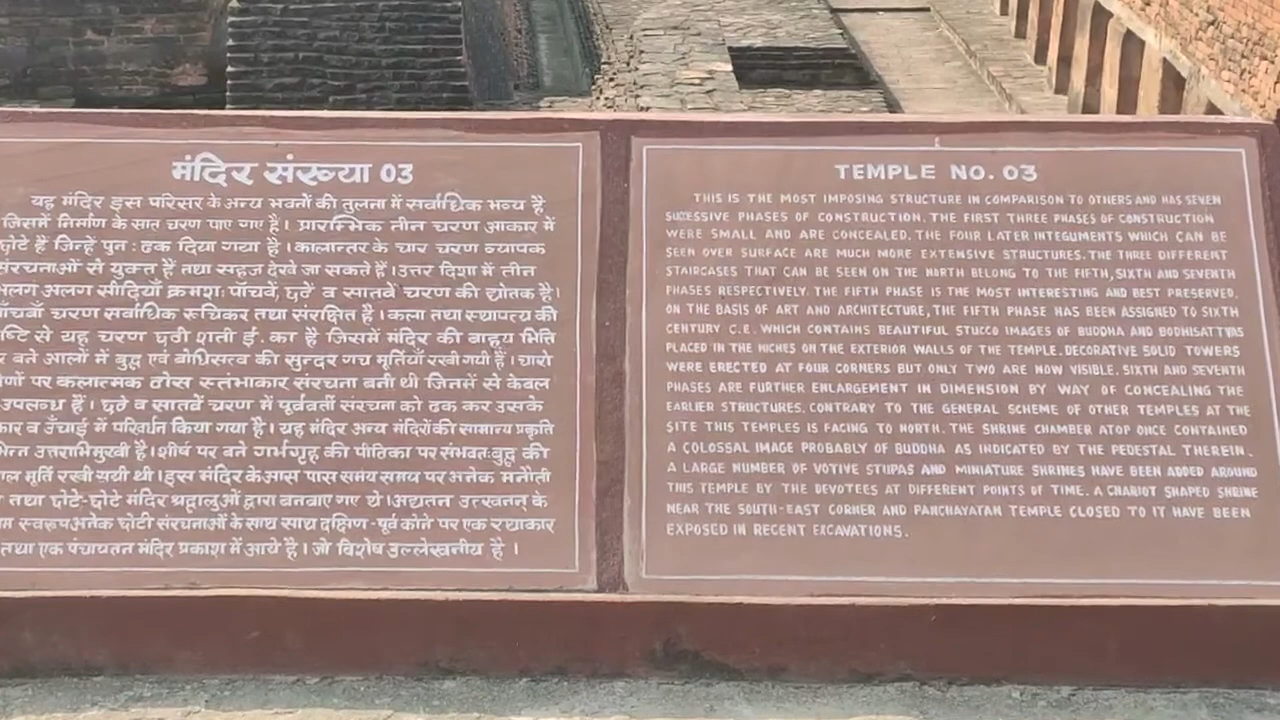 मंदिर संख्या 03
यह मंदिर इस परिसर के अन्य भवनों की तुलना में सर्वाधिक भव्य है
जिसमें निर्माण के सात चरण पाए गए है। प्रारम्भिक तीन चरण आकार में
छोटे हैं जिन्हें पुन: ढक दिया गया है। कालान्तर के चार चरण व्यापक
संरचनाओं से युक्त हैं तथा सहज देखे जा सकते हैं। उत्तर दिशा में तीन
अलग अलग सीढ़ियाँ क्रमश: पाँचवें, छठे व सातवें चरण की द्योतक है।
पाँचवाँ चरण सर्वाधिक रूचिकर तथा संरक्षित है। कला तथा स्थापत्य की
से यह चरण छठी शती ई. का है जिसमें मंदिर की बाह्य भिति
बने आलों में बुद्ध एवं बोधिसत्व की सुन्दर गच मूर्तियाँ रखी गयी हैं। चारो
पर कलात्मक ठोस स्तंभाकार संरचना बनी थी जिनमें से केवल
उपलब्ध हैं। छठे व सातवें चरण में पूर्ववर्ती संरचना को ढक कर उसके
व ऊँचाई में परिवर्धन किया गया है। यह मंदिर अन्य मंदिरों की सामान्य प्रकृति
उत्तराभिमुखी है। शीर्ष पर बने गर्भगृह की पीठिका पर संभवत: बुद्ध की
मूर्ति रखी गयी थी। इस मंदिर के आस पास समय समय पर अनेक मनौती
तथा छोटे-छोटे मंदिर श्रद्धालुओं द्वारा बनवाए गए थे। अद्यतन उत्खनन के
स्वरूप अनेक छोटी संरचनाओं के साथ साथ दक्षिण-पूर्व कोने पर एक रथाकार
तथा एक पंचायतन मंदिर प्रकाश में आये है। जो विशेष उल्लेखनीय है ।
TEMPLE NO. 03
THIS IS THE MOST IMPOSING STRUCTURE IN COMPARISON TO OTHERS AND HAS SEVEN
SUCCESSIVE PHASES OF CONSTRUCTION. THE FIRST THREE PHASES OF CONSTRUCTION
WERE SMALL AND ARE CONCEALED. THE FOUR LATER INTEGUMENTS WHICH CAN BE
SEEN OVER SURFACE ARE MUCH MORE EXTENSIVE STRUCTURES. THE THREE DIFFERENT
STAIRCASES THAT CAN BE SEEN ON THE NORTH BELONG TO THE FIFTH, SIXTH AND SEVENTH
PHASES RESPECTIVELY. THE FIFTH PHASE IS THE MOST INTERESTING AND BEST PRESERVED.
ON THE BASIS OF ART AND ARCHITECTURE, THE FIFTH PHASE HAS BEEN ASSIGNED TO SIXTH
CENTURY C.E. WHICH CONTAINS BEAUTIFUL STUCCO IMAGES OF BUDDHA AND BODHISATTVAS
PLACED IN THE NICHES ON THE EXTERIOR WALLS OF THE TEMPLE. DECORATIVE SOLID TOWERS
WERE ERECTED AT FOUR CORNERS BUT ONLY TWO ARE NOW VISIBLE. SIXTH AND SEVENTH
PHASES ARE FURTHER ENLARGEMENT IN DIMENSION BY WAY OF CONCEALING THE
EARLIER STRUCTURES. CONTRARY TO THE GENERAL SCHEME OF OTHER TEMPLES AT THE
SITE THIS TEMPLES IS FACING TO NORTH. THE SHRINE CHAMBER ATOP ONCE CONTAINED
A COLOSSAL IMAGE PROBABLY OF BUDDHA AS INDICATED BY THE PEDESTAL THEREIN.
A LARGE NUMBER OF VOTIVE STUPAS AND MINIATURE SHRINES HAVE BEEN ADDED AROUND
THIS TEMPLE BY THE DEVOTEES AT DIFFERENT POINTS OF TIME. A CHARIOT SHAPED SHRINE
NEAR THE SOUTH-EAST CORNER AND PANCHAYATAN TEMPLE CLOSED TO IT HAVE BEEN
EXPOSED IN RECENT EXCAVATIONS.